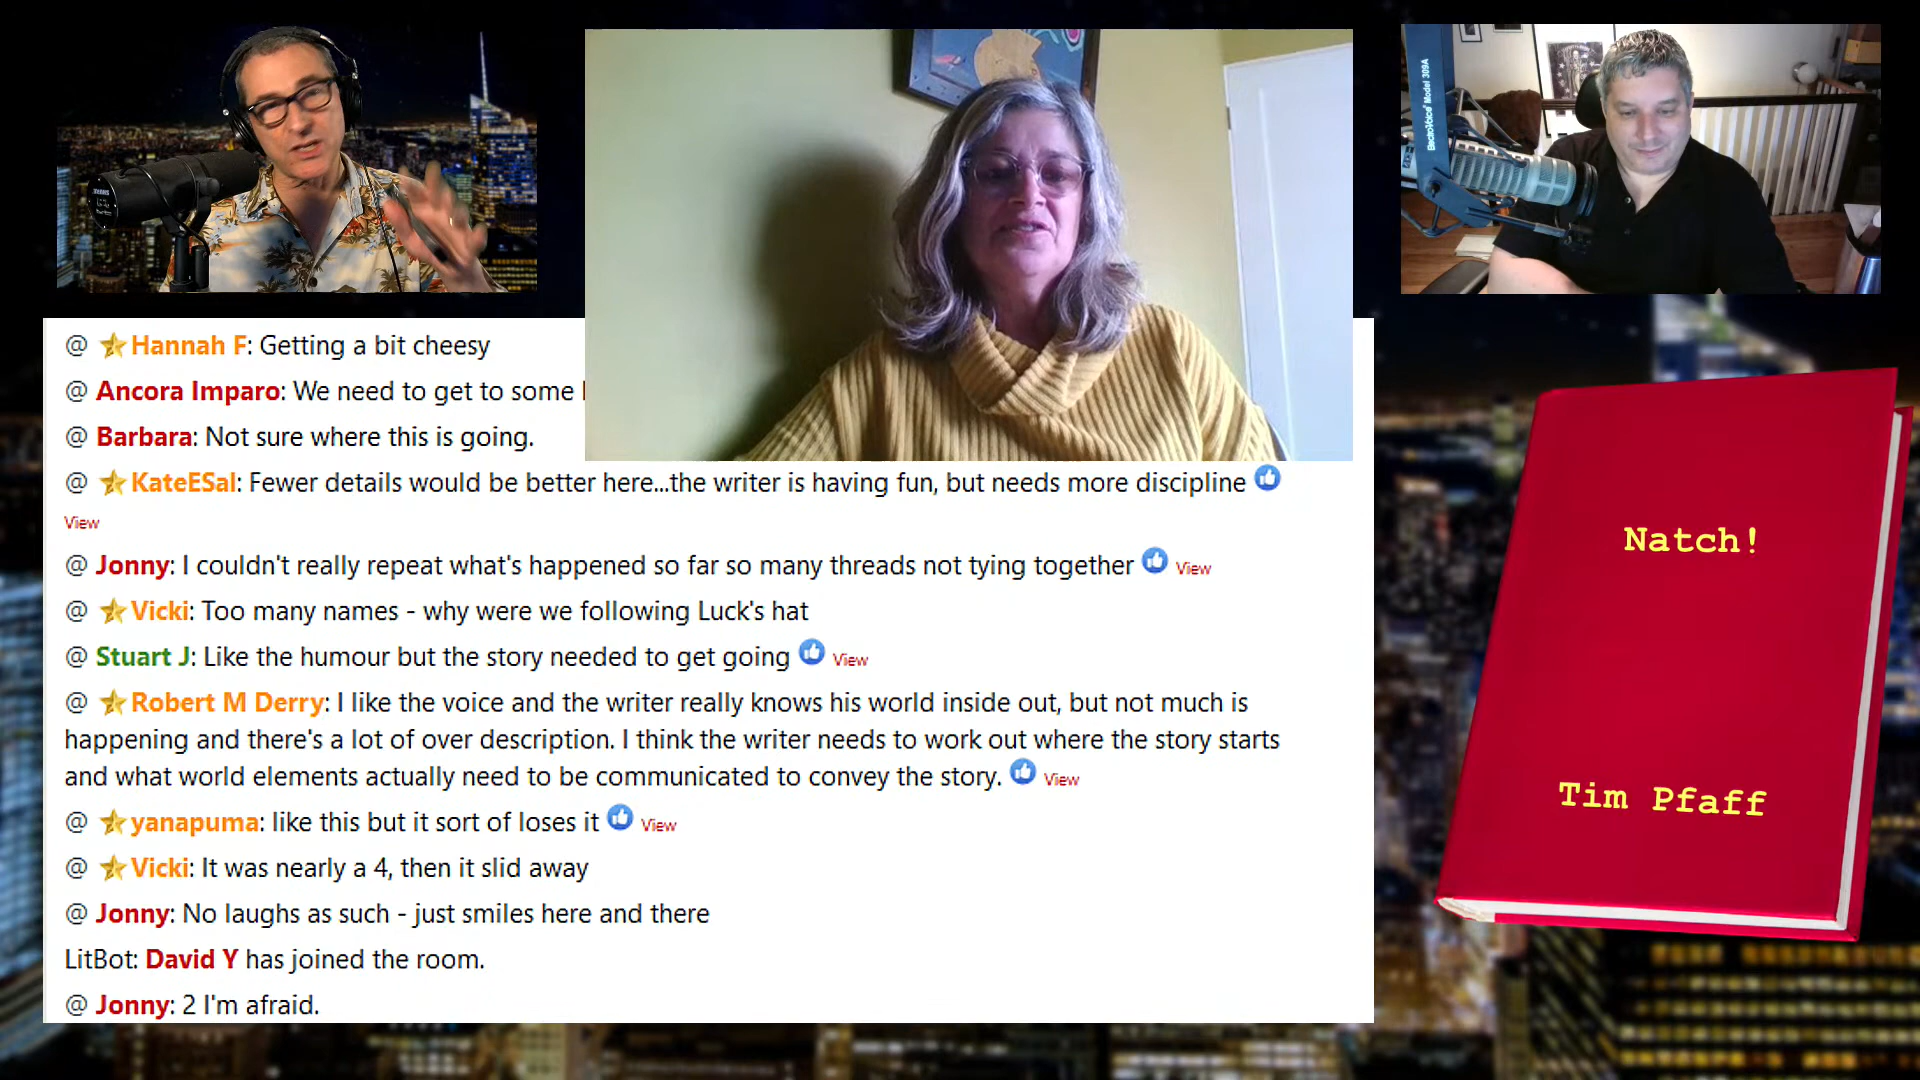 ElectroVoice Model 309A
@ Hannah F: Getting a bit cheesy
@ Ancora Imparo: We need to get to some
@ Barbara: Not sure where this is going.
@ KateESal: Fewer details would be better here...the writer is having fun, but needs more discipline
View
@ Jonny: I couldn't really repeat what's happened so far so many threads not tying together View
@ Vicki: Too many names - why were we following Luck's hat
@ Stuart J: Like the humour but the story needed to get going View
@ Robert M Derry: I like the voice and the writer really knows his world inside out, but not much is
happening and there's a lot of over description. I think the writer needs to work out where the story starts
and what world elements actually need to be communicated to convey the story. View
@ yanapuma: like this but it sort of loses it View
@ Vicki: It was nearly a 4, then it slid away
@ Jonny: No laughs as such - just smiles here and there
LitBot: David Y has joined the room.
@ Jonny: 2 I'm afraid.
Natch!
Tim Pfaff